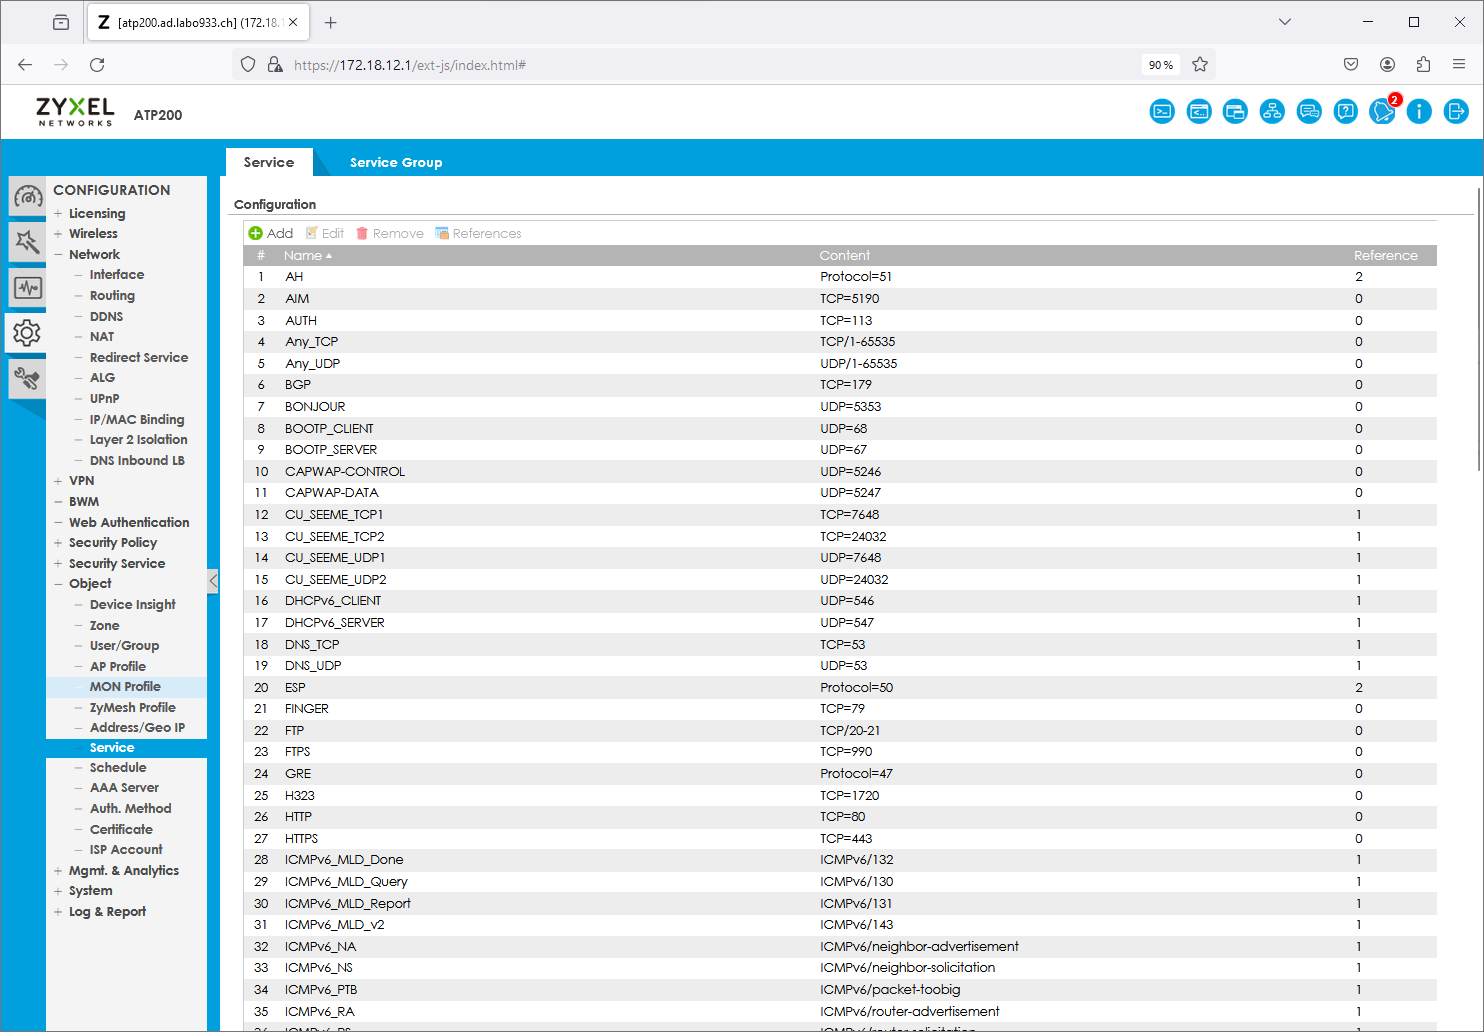 [atp200.ad.labo933.ch] (172.18.1
https://172.18.12.1/ext-js/index.html#
90 %
ZYXEL
NETWORKS
ATP200
2
Service
Service Group
CONFIGURATION
Licensing
Wireless
Network
Interface
Routing
DDNS
NAT
Redirect Service
ALG
UPnP
IP/MAC Binding
Layer 2 Isolation
DNS Inbound LB
VPN
BWM
Web Authentication
Security Policy
Security Service
Object
Device Insight
Zone
User/Group
AP Profile
MON Profile
ZyMesh Profile
Address/Geo IP
Service
Schedule
AAA Server
Auth. Method
Certificate
ISP Account
Mgmt. & Analytics
System
Log & Report
Configuration
Add Edit Remove References
# Name Content Reference
1 AH Protocol=51 2
2 AIM TCP=5190 0
3 AUTH TCP=113 0
4 Any_TCP TCP/1-65535 0
5 Any_UDP UDP/1-65535 0
6 BGP TCP=179 0
7 BONJOUR UDP=5353 0
8 BOOTP_CLIENT UDP=68 0
9 BOOTP_SERVER UDP=67 0
10 CAPWAP-CONTROL UDP=5246 0
11 CAPWAP-DATA UDP=5247 0
12 CU_SEEME_TCP1 TCP=7648 1
13 CU_SEEME_TCP2 TCP=24032 1
14 CU_SEEME_UDP1 UDP=7648 1
15 CU_SEEME_UDP2 UDP=24032 1
16 DHCPv6_CLIENT UDP=546 1
17 DHCPv6_SERVER UDP=547 1
18 DNS_TCP TCP=53 1
19 DNS_UDP UDP=53 1
20 ESP Protocol=50 2
21 FINGER TCP=79 0
22 FTP TCP/20-21 0
23 FTPS TCP=990 0
24 GRE Protocol=47 0
25 H323 TCP=1720 0
26 HTTP TCP=80 0
27 HTTPS TCP=443 0
28 ICMPv6_MLD_Done ICMPv6/132 1
29 ICMPv6_MLD_Query ICMPv6/130 1
30 ICMPv6_MLD_Report ICMPv6/131 1
31 ICMPv6_MLD_v2 ICMPv6/143 1
32 ICMPv6_NA ICMPv6/neighbor-advertisement 1
33 ICMPv6_NS ICMPv6/neighbor-solicitation 1
34 ICMPv6_PTB ICMPv6/packet-toobig 1
35 ICMPv6_RA ICMPv6/router-advertisement 1